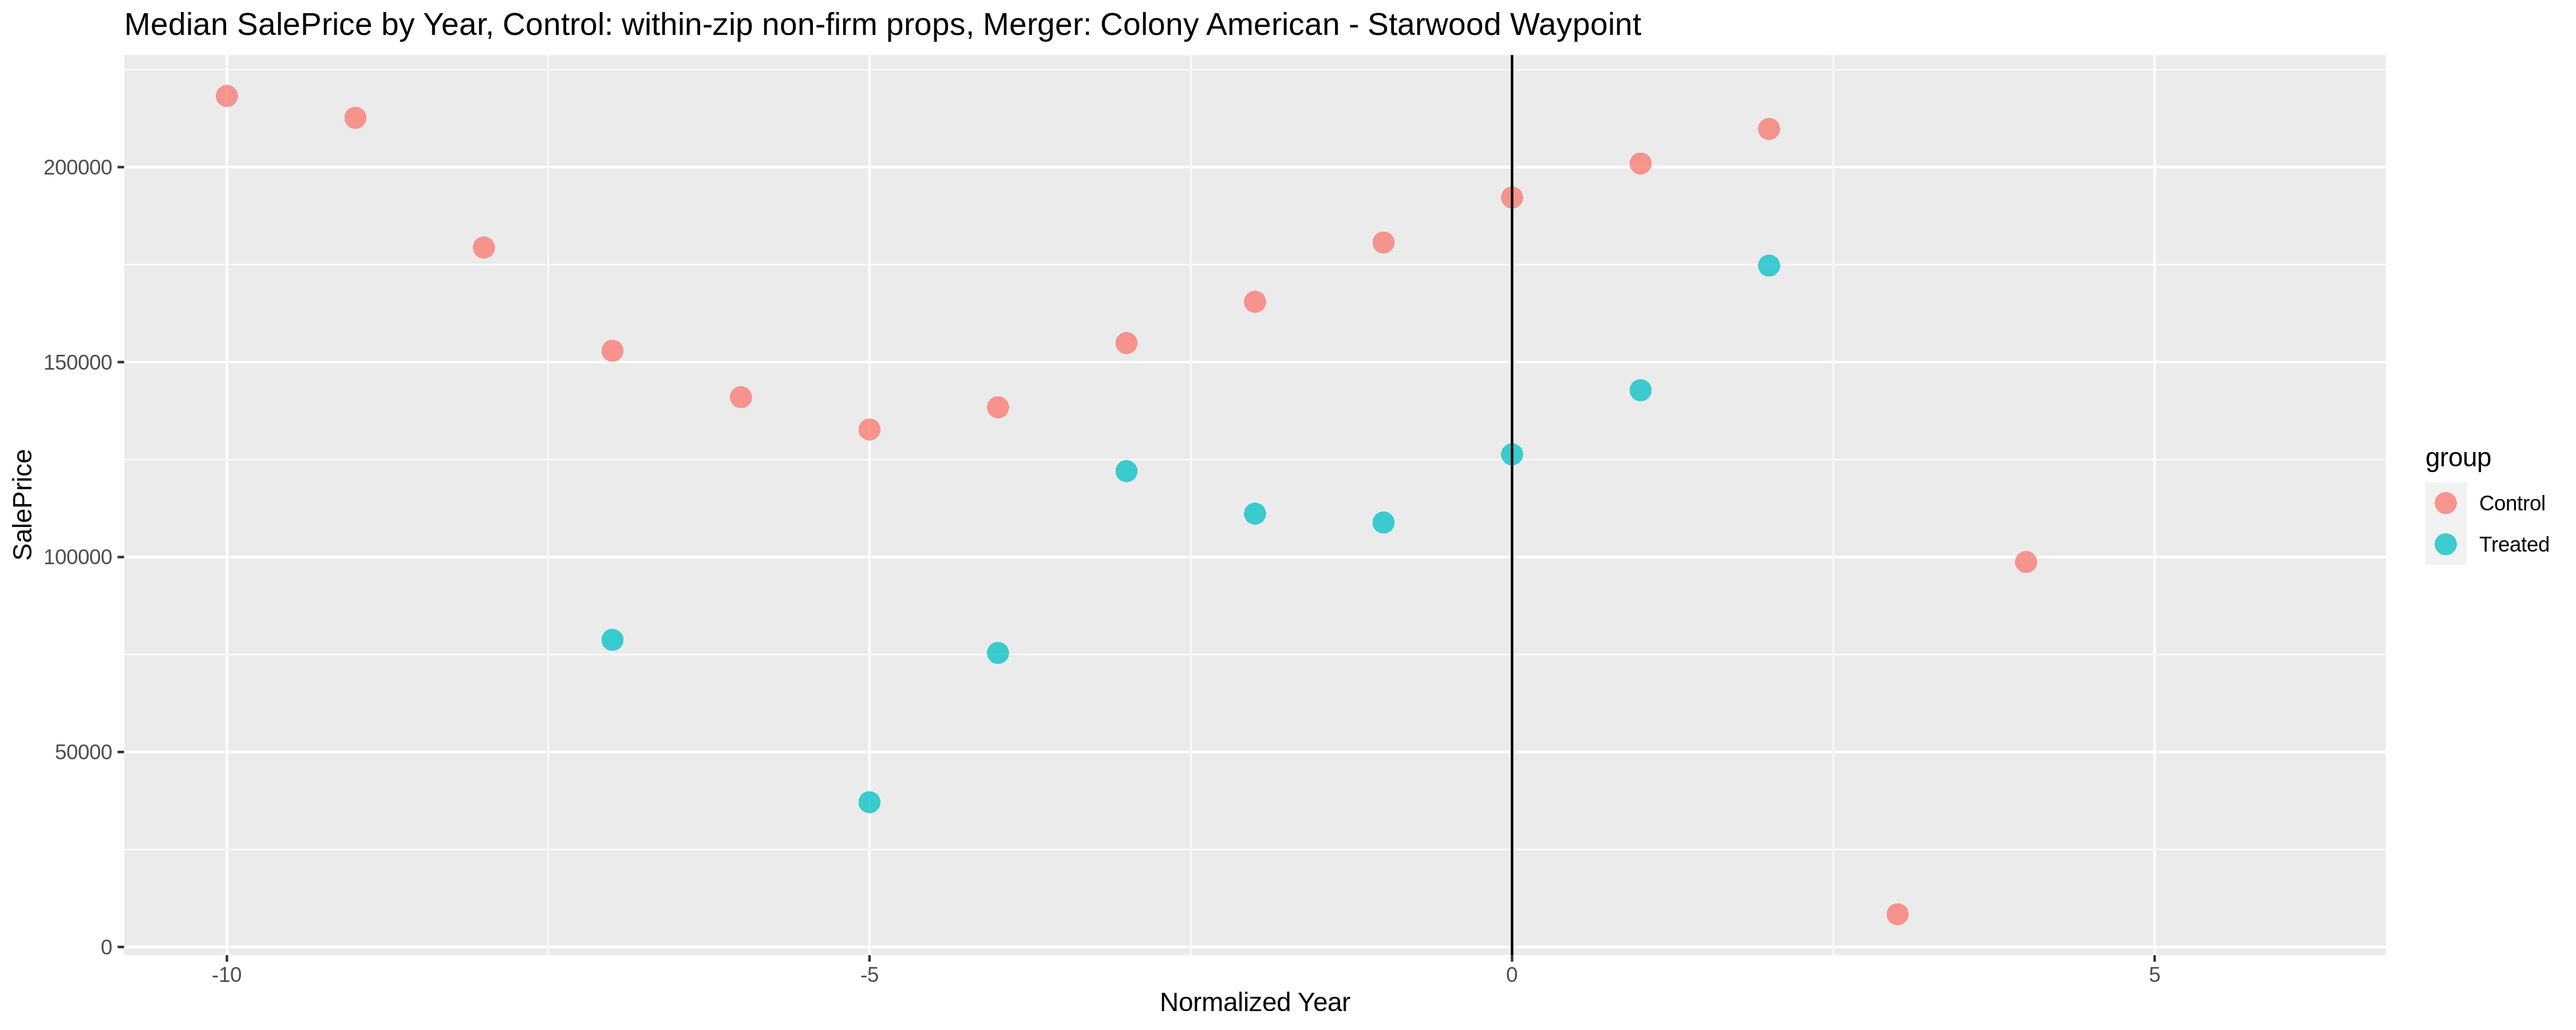 Median SalePrice by Year, Control: within-zip non-firm props, Merger: Colony American - Starwood Waypoint
SalePrice
200000
150000
100000
50000
0
-10
-5
0
5
Normalized Year
group
Control
Treated